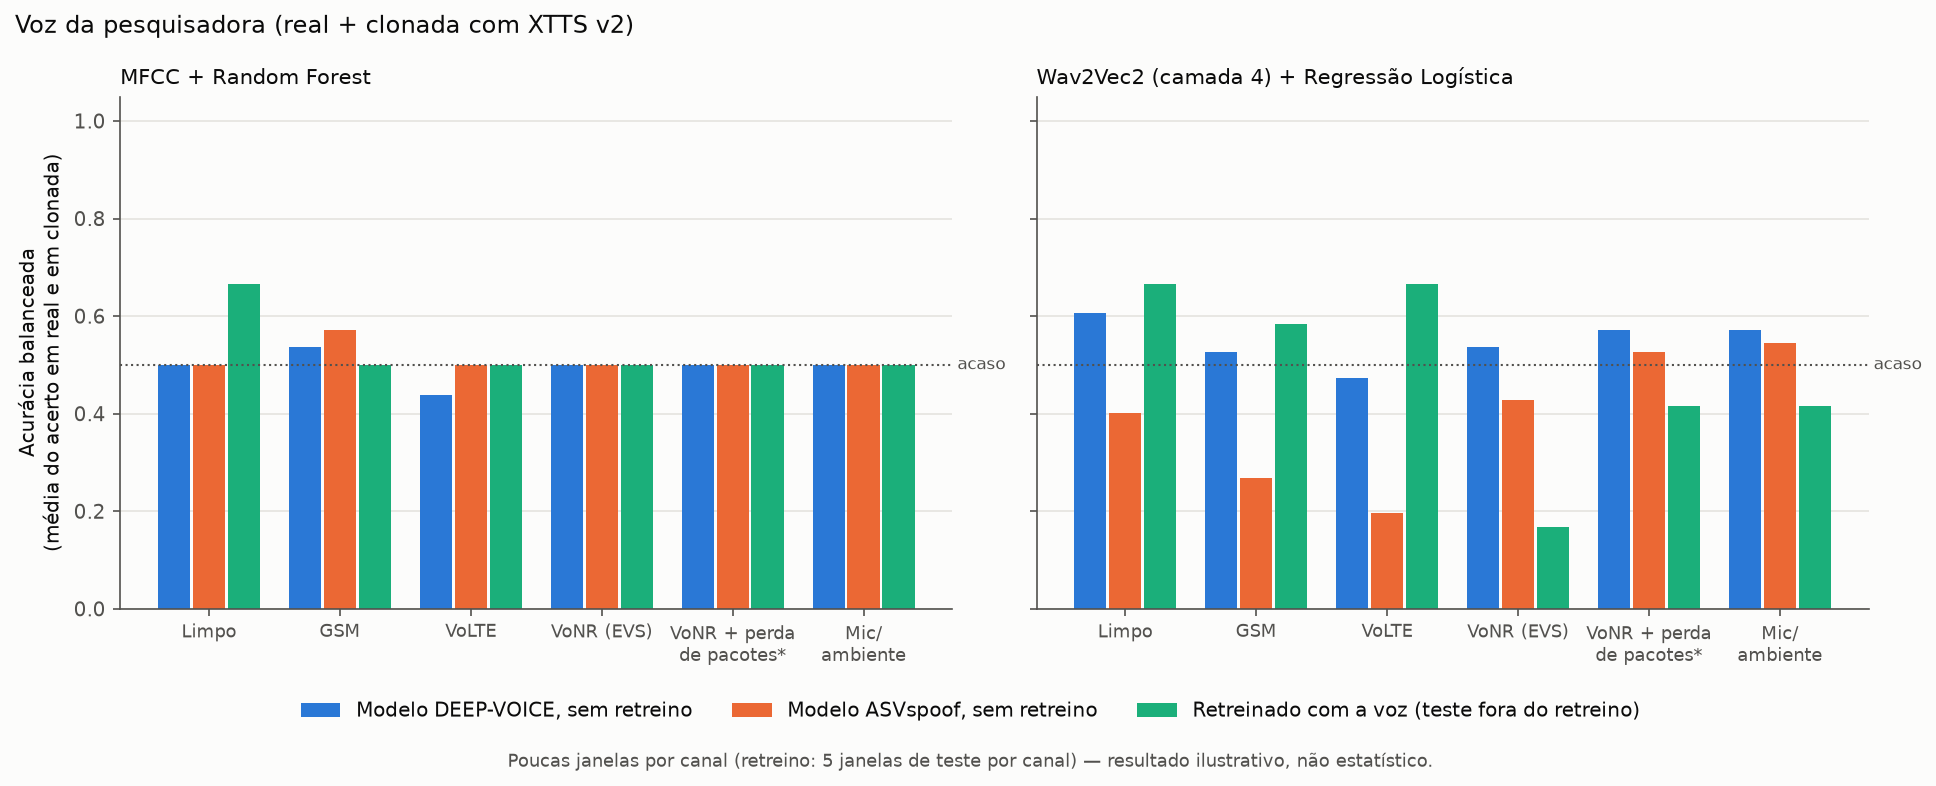 Voz da pesquisadora (real + clonada com XTTS v2)
MFCC + Random Forest
Acurácia balanceada
(média do acerto em real e em clonada)
1.0
0.8
0.6
0.4
0.2
0.0
acaso
Limpo
GSM
VoLTE
VoNR (EVS)
VoNR + perda
de pacotes*
Mic/
ambiente
Wav2Vec2 (camada 4) + Regressão Logística
acaso
Limpo
GSM
VoLTE
VoNR (EVS)
VoNR + perda
de pacotes*
Mic/
ambiente
Modelo DEEP-VOICE, sem retreino
Modelo ASVspoof, sem retreino
Retreinado com a voz (teste fora do retreino)
Poucas janelas por canal (retreino: 5 janelas de teste por canal) — resultado ilustrativo, não estatístico.